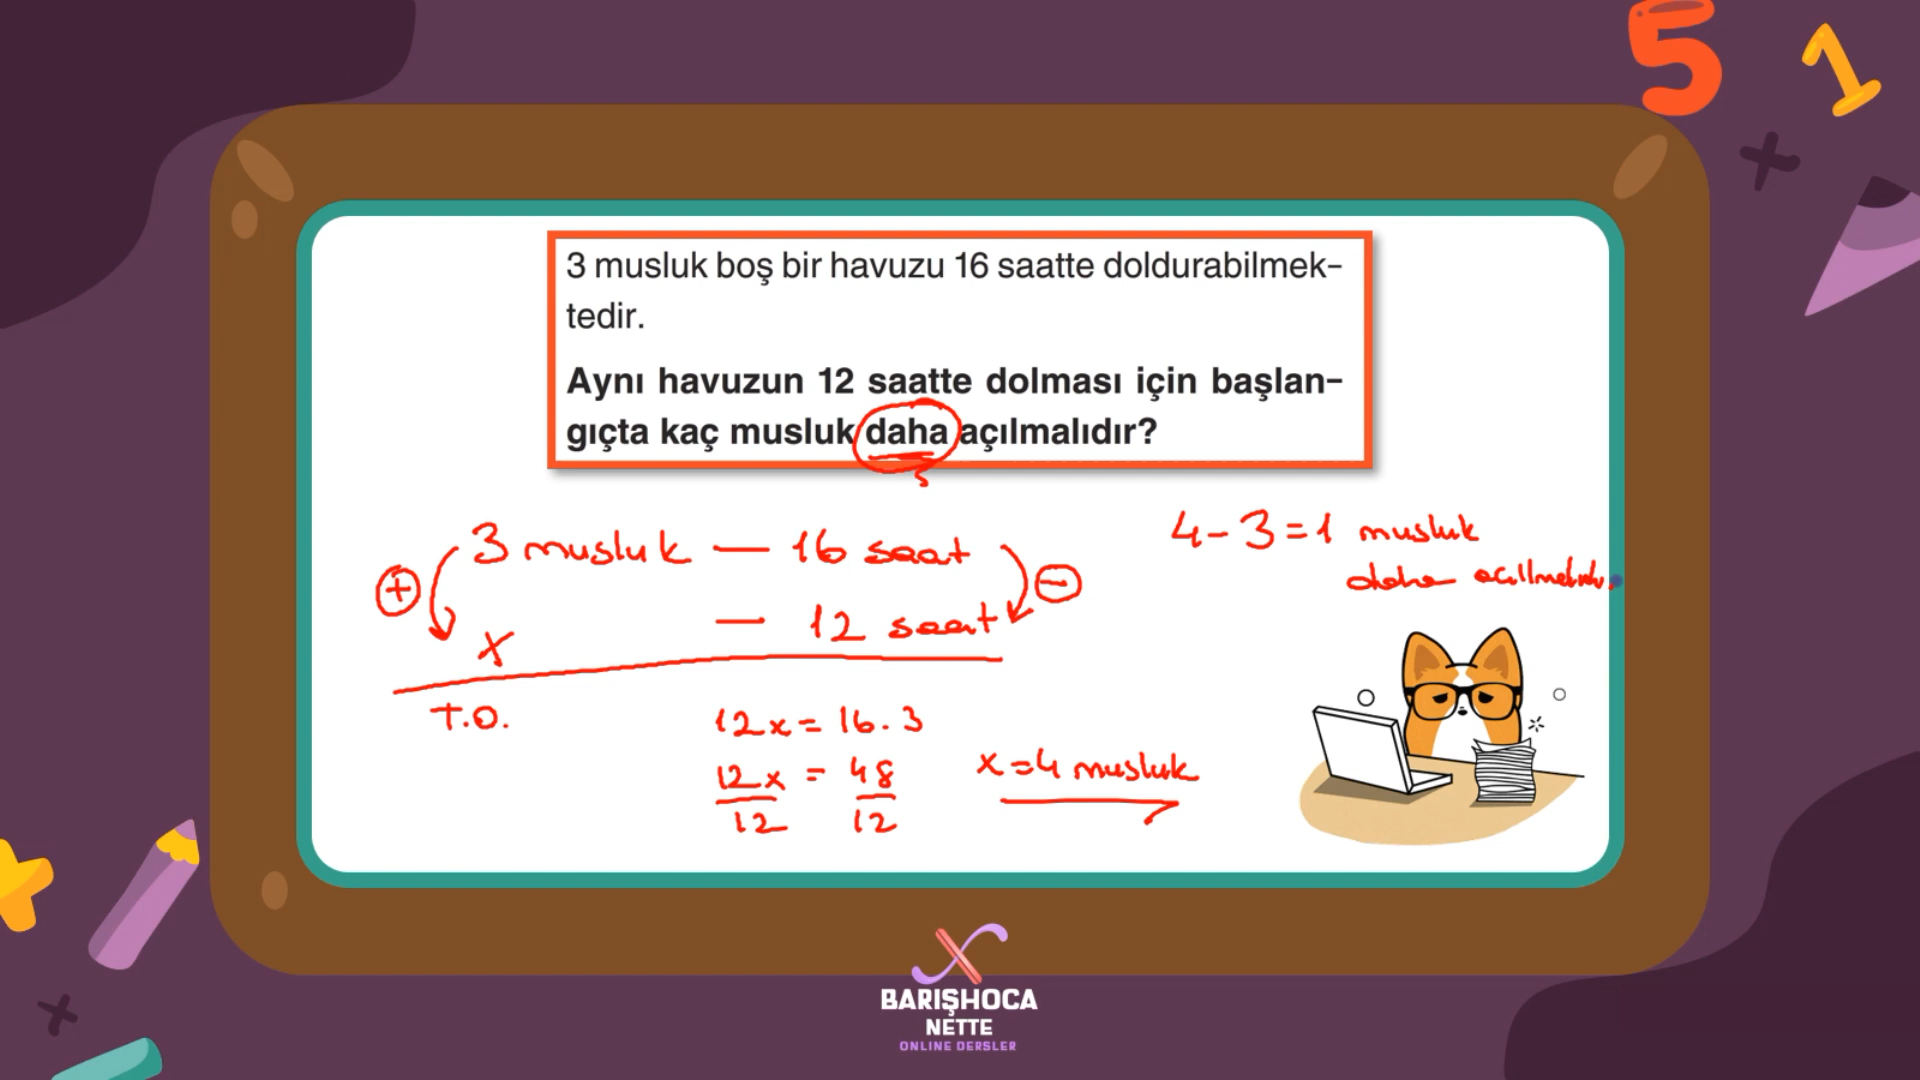 3 musluk boş bir havuzu 16 saatte doldurabilmek-
tedir.
Aynı havuzun 12 saatte dolması için başlan-
gıçta kaç musluk daha açılmalıdır?
3 musluk — 16 saat
+
-
x — 12 saat
T.O.
12x = 16.3
12x = 48
12 12
x=4 musluk
4-3=1 musluk
daha
5 1
BARIŞHOCA
NETTE
ONLINE DERSLER